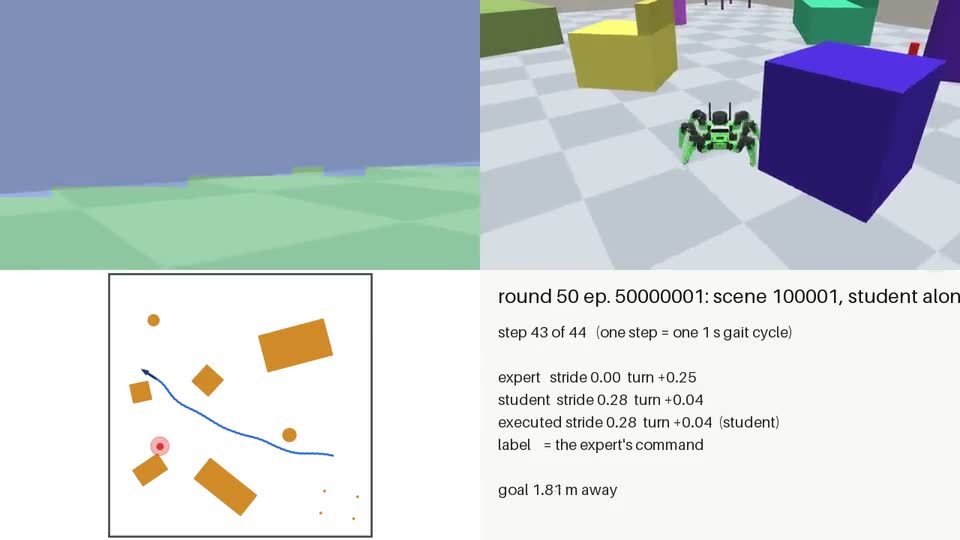 round 50 ep. 50000001: scene 100001, student alon
step 43 of 44 (one step = one 1 s gait cycle)
expert stride 0.00 turn +0.25
student stride 0.28 turn +0.04
executed stride 0.28 turn +0.04 (student)
label = the expert's command
goal 1.81 m away